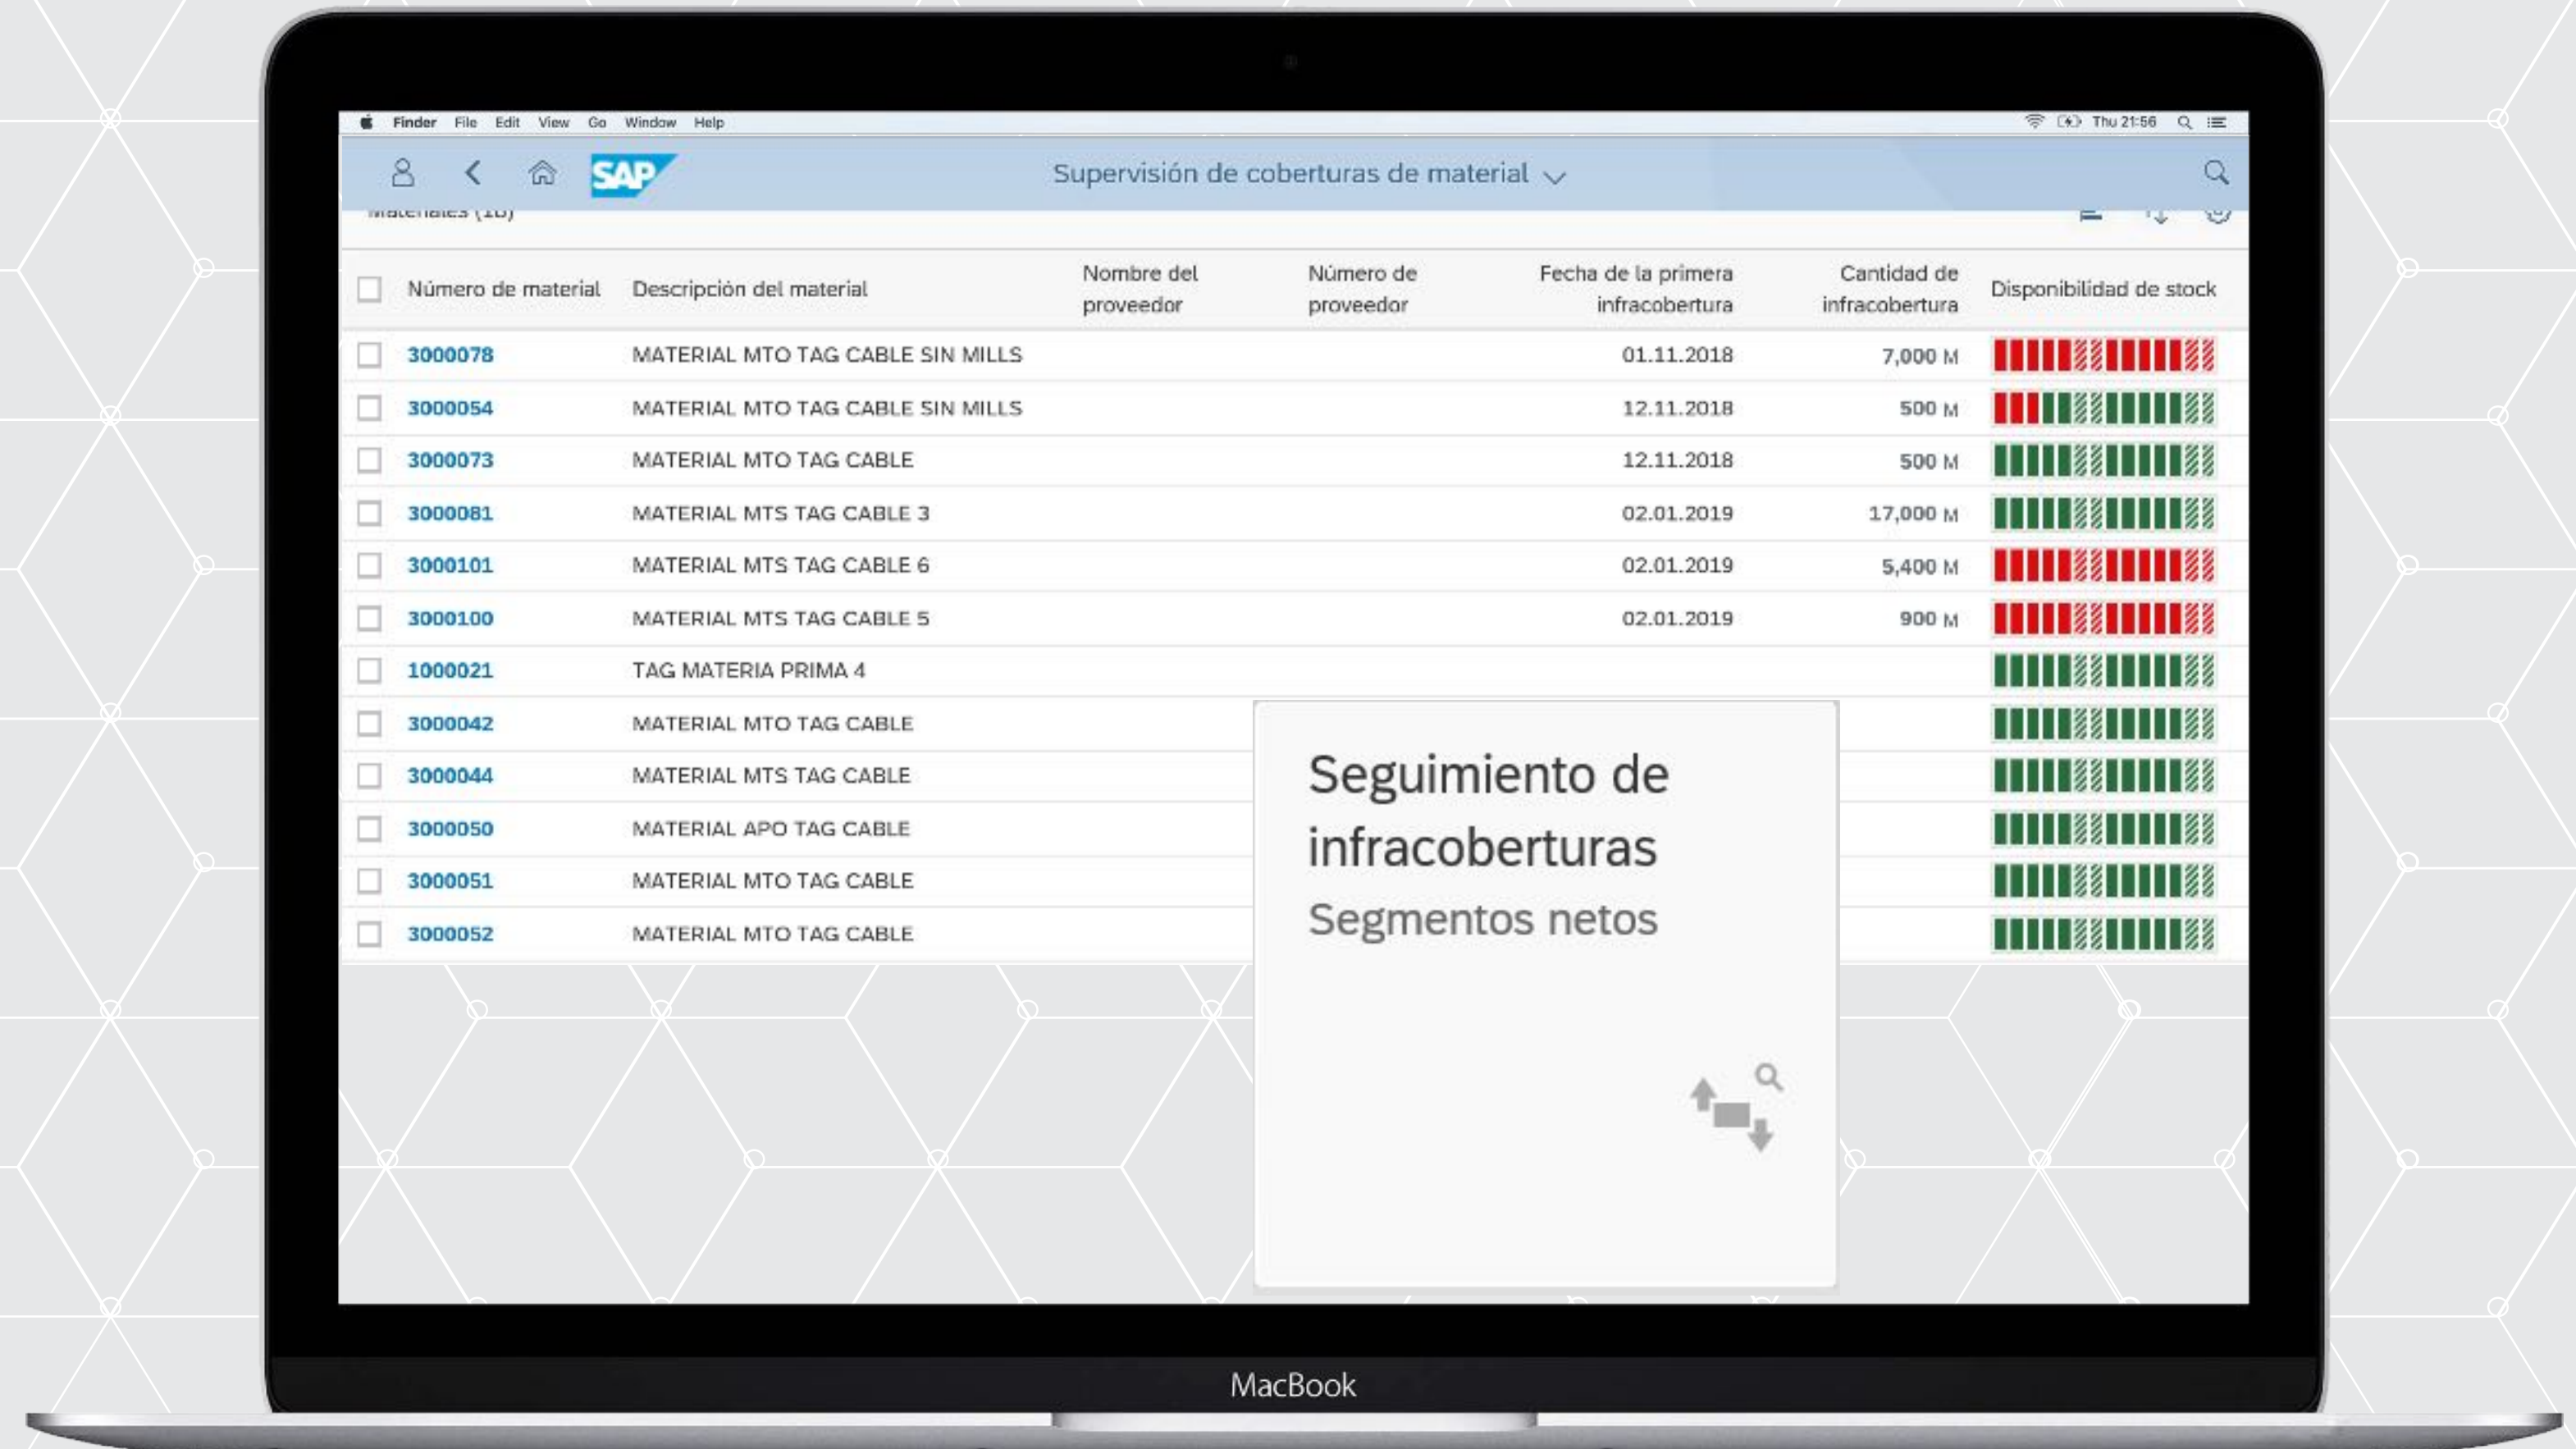 Finder File Edit View Go Window Help Thu 21:56
SAP Supervisión de coberturas de material
Número de material Descripción del material Nombre del proveedor Número de proveedor Fecha de la primera infracobertura Cantidad de infracobertura Disponibilidad de stock
3000078 MATERIAL MTO TAG CABLE SIN MILLS 01.11.2018 7,000 M
3000054 MATERIAL MTO TAG CABLE SIN MILLS 12.11.2018 500 M
3000073 MATERIAL MTO TAG CABLE 12.11.2018 500 M
3000081 MATERIAL MTS TAG CABLE 3 02.01.2019 17,000 M
3000101 MATERIAL MTS TAG CABLE 6 02.01.2019 5,400 M
3000100 MATERIAL MTS TAG CABLE 5 02.01.2019 900 M
1000021 TAG MATERIA PRIMA 4
3000042 MATERIAL MTO TAG CABLE
3000044 MATERIAL MTS TAG CABLE
3000050 MATERIAL APO TAG CABLE
3000051 MATERIAL MTO TAG CABLE
3000052 MATERIAL MTO TAG CABLE
Seguimiento de
infracoberturas
Segmentos netos
MacBook